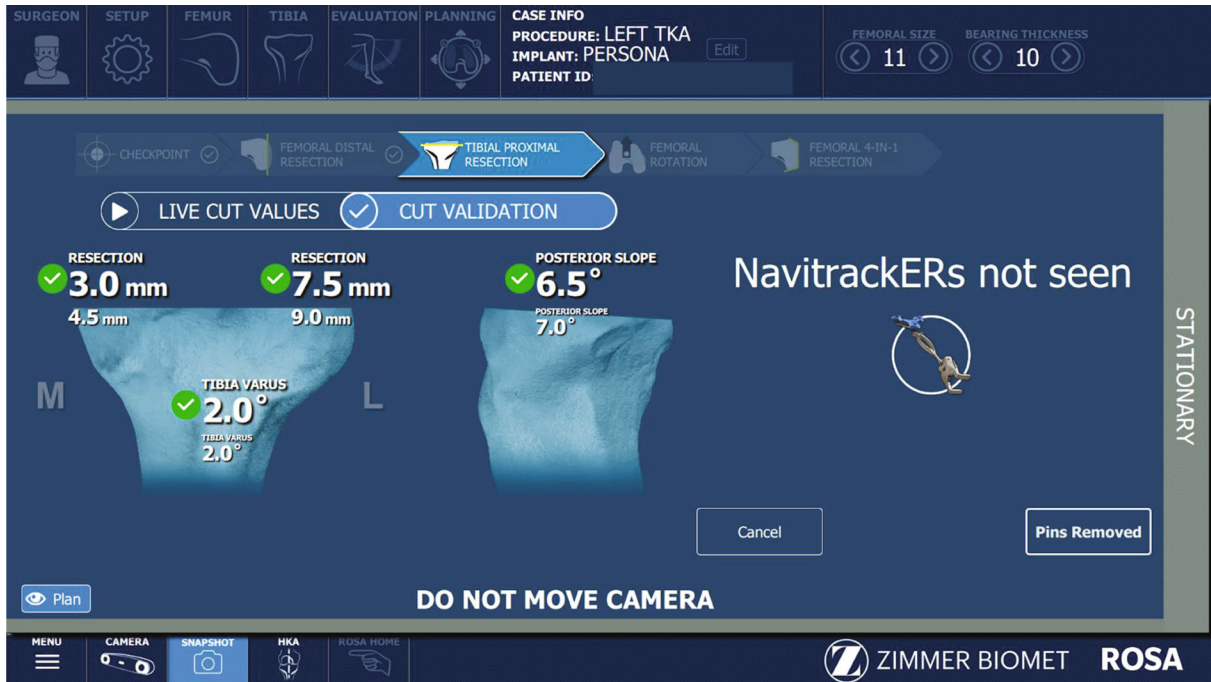 SURGEON SETUP FEMUR TIBIA EVALUATION PLANNING
CASE INFO
PROCEDURE: LEFT TKA
IMPLANT: PERSONA
Edit
PATIENT ID:
FEMORAL SIZE
11
BEARING THICKNESS
10
CHECKPOINT
FEMORAL DISTAL
RESECTION
TIBIAL PROXIMAL
RESECTION
FEMORAL
ROTATION
FEMORAL 4-IN-1
RESECTION
LIVE CUT VALUES
CUT VALIDATION
RESECTION
3.0 mm
4.5 mm
RESECTION
7.5 mm
9.0 mm
M
L
TIBIA VARUS
2.0°
TIBIA VARUS
2.0°
POSTERIOR SLOPE
6.5°
POSTERIOR SLOPE
7.0°
NavitrackERs not seen
STATIONARY
Cancel
Pins Removed
Plan
DO NOT MOVE CAMERA
MENU CAMERA SNAPSHOT HKA ROSA HOME
Z ZIMMER BIOMET ROSA